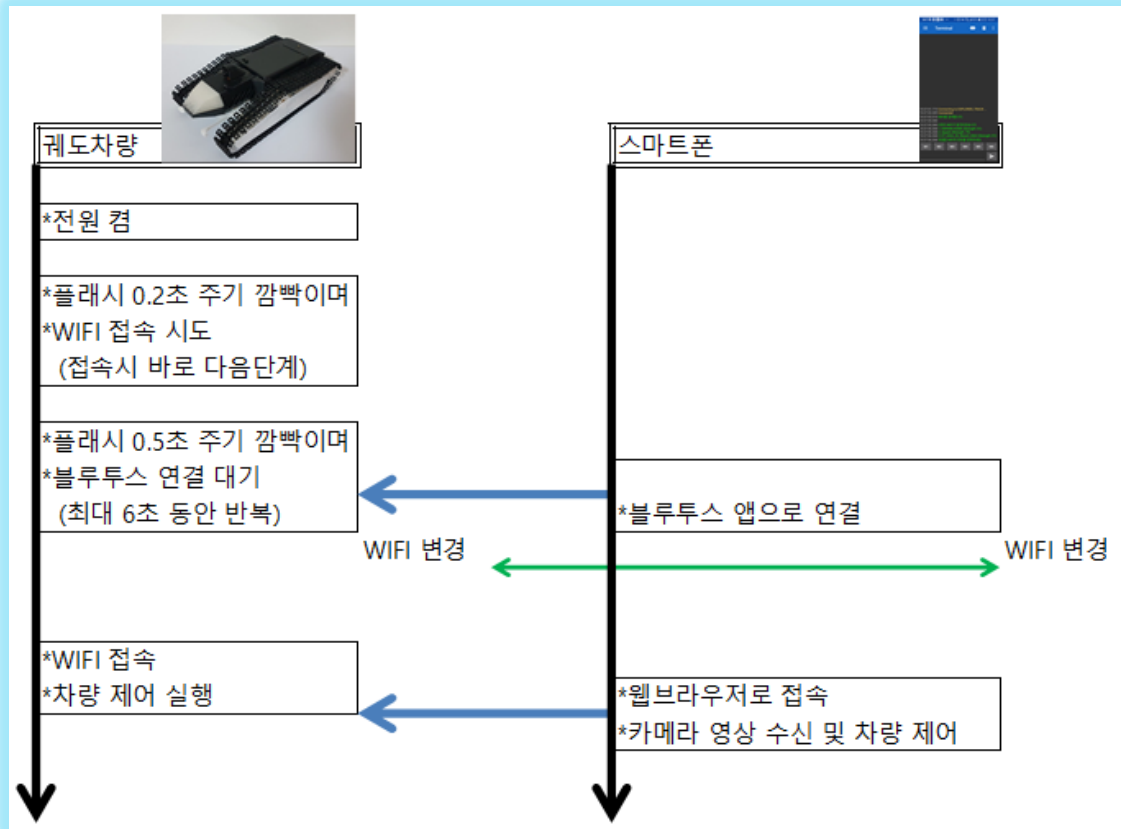 궤도차량
스마트폰
Terminal
*전원 켬
*플래시 0.2초 주기 깜빡이며
*WIFI 접속 시도
(접속시 바로 다음단계)
*플래시 0.5초 주기 깜빡이며
*블루투스 연결 대기
(최대 6초 동안 반복)
*블루투스 앱으로 연결
WIFI 변경
WIFI 변경
*WIFI 접속
*차량 제어 실행
*웹브라우저로 접속
*카메라 영상 수신 및 차량 제어